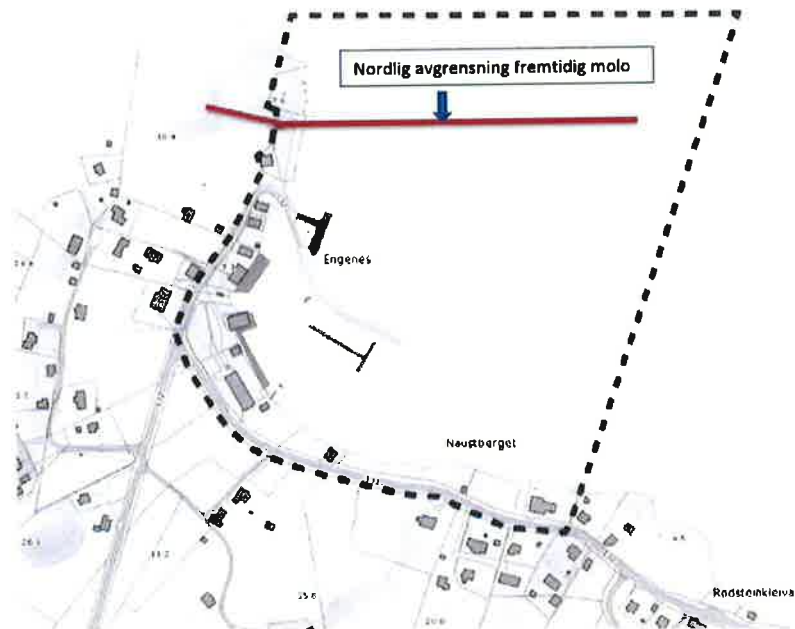 Nordlig avgrensning fremtidig molo
Engenes
Naustberget
Rødsteinkleiva